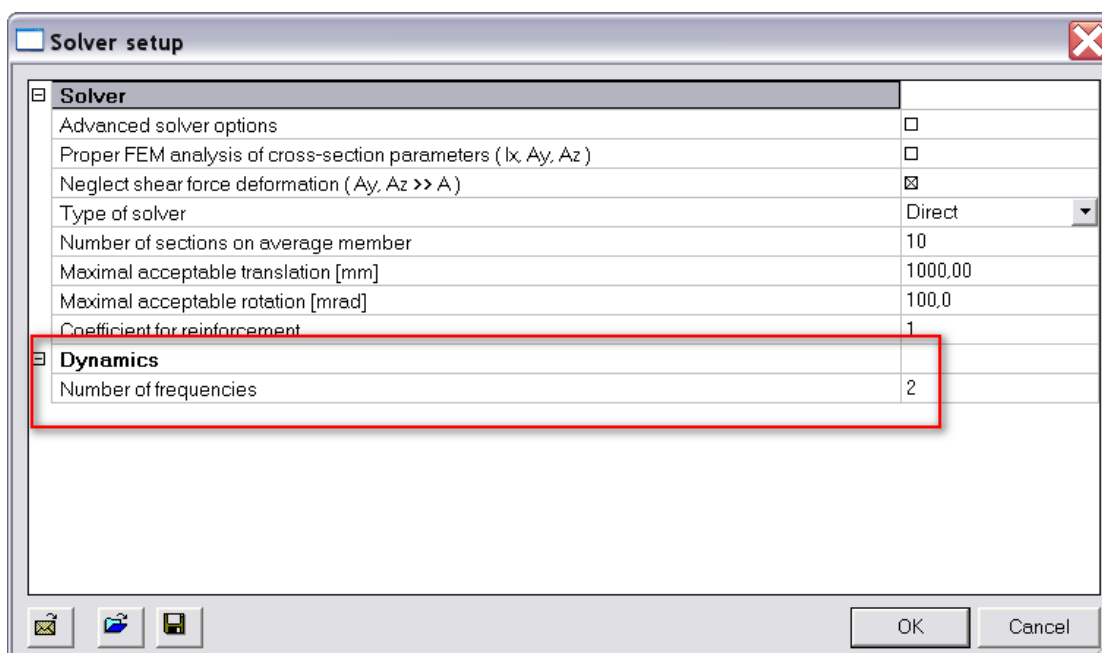 Solver setup
Solver
Advanced solver options
Proper FEM analysis of cross-section parameters ( Ix, Ay, Az )
Neglect shear force deformation ( Ay, Az >> A )
Type of solver Direct
Number of sections on average member 10
Maximal acceptable translation [mm] 1000,00
Maximal acceptable rotation [mrad] 100,0
Coefficient for reinforcement 1
Dynamics
Number of frequencies 2
OK Cancel